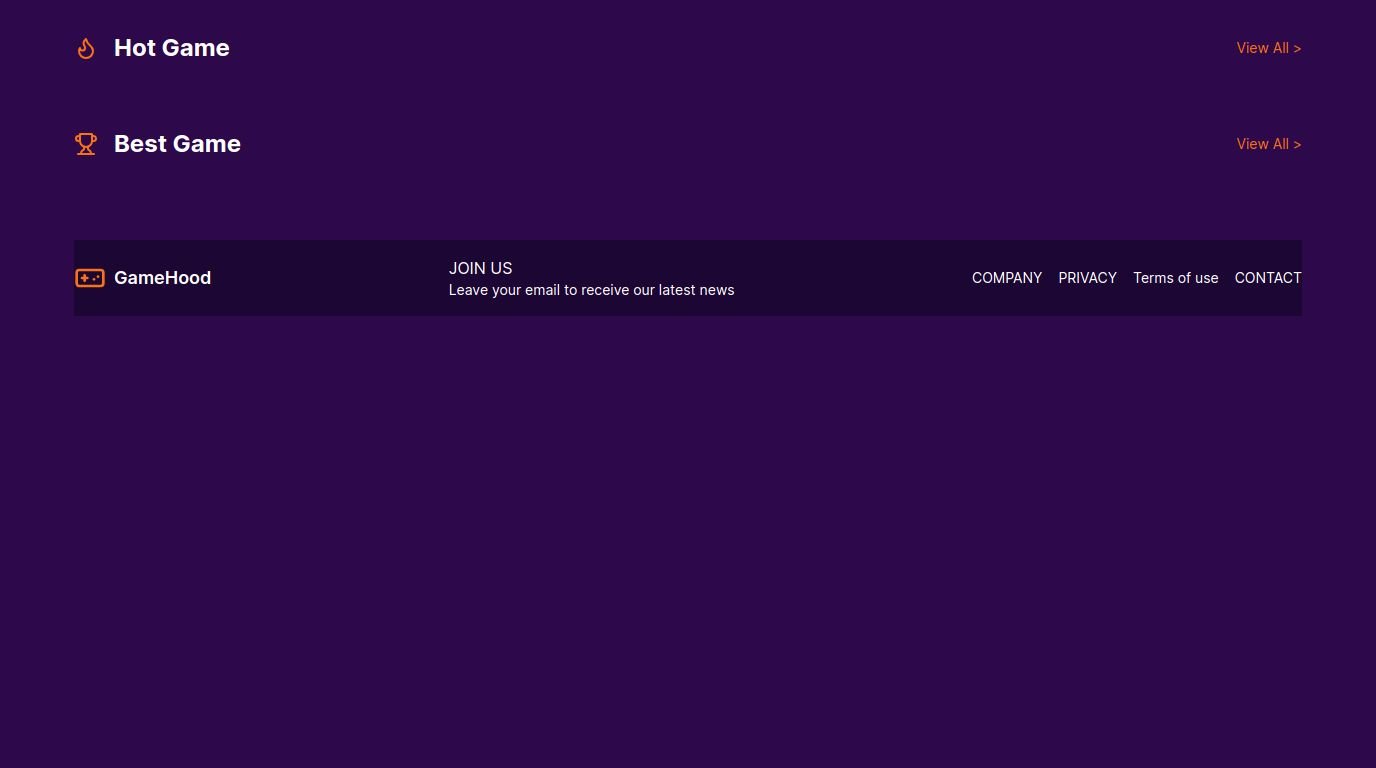 Hot Game
View All >
Best Game
View All >
GameHood
JOIN US
Leave your email to receive our latest news
COMPANY PRIVACY Terms of use CONTACT